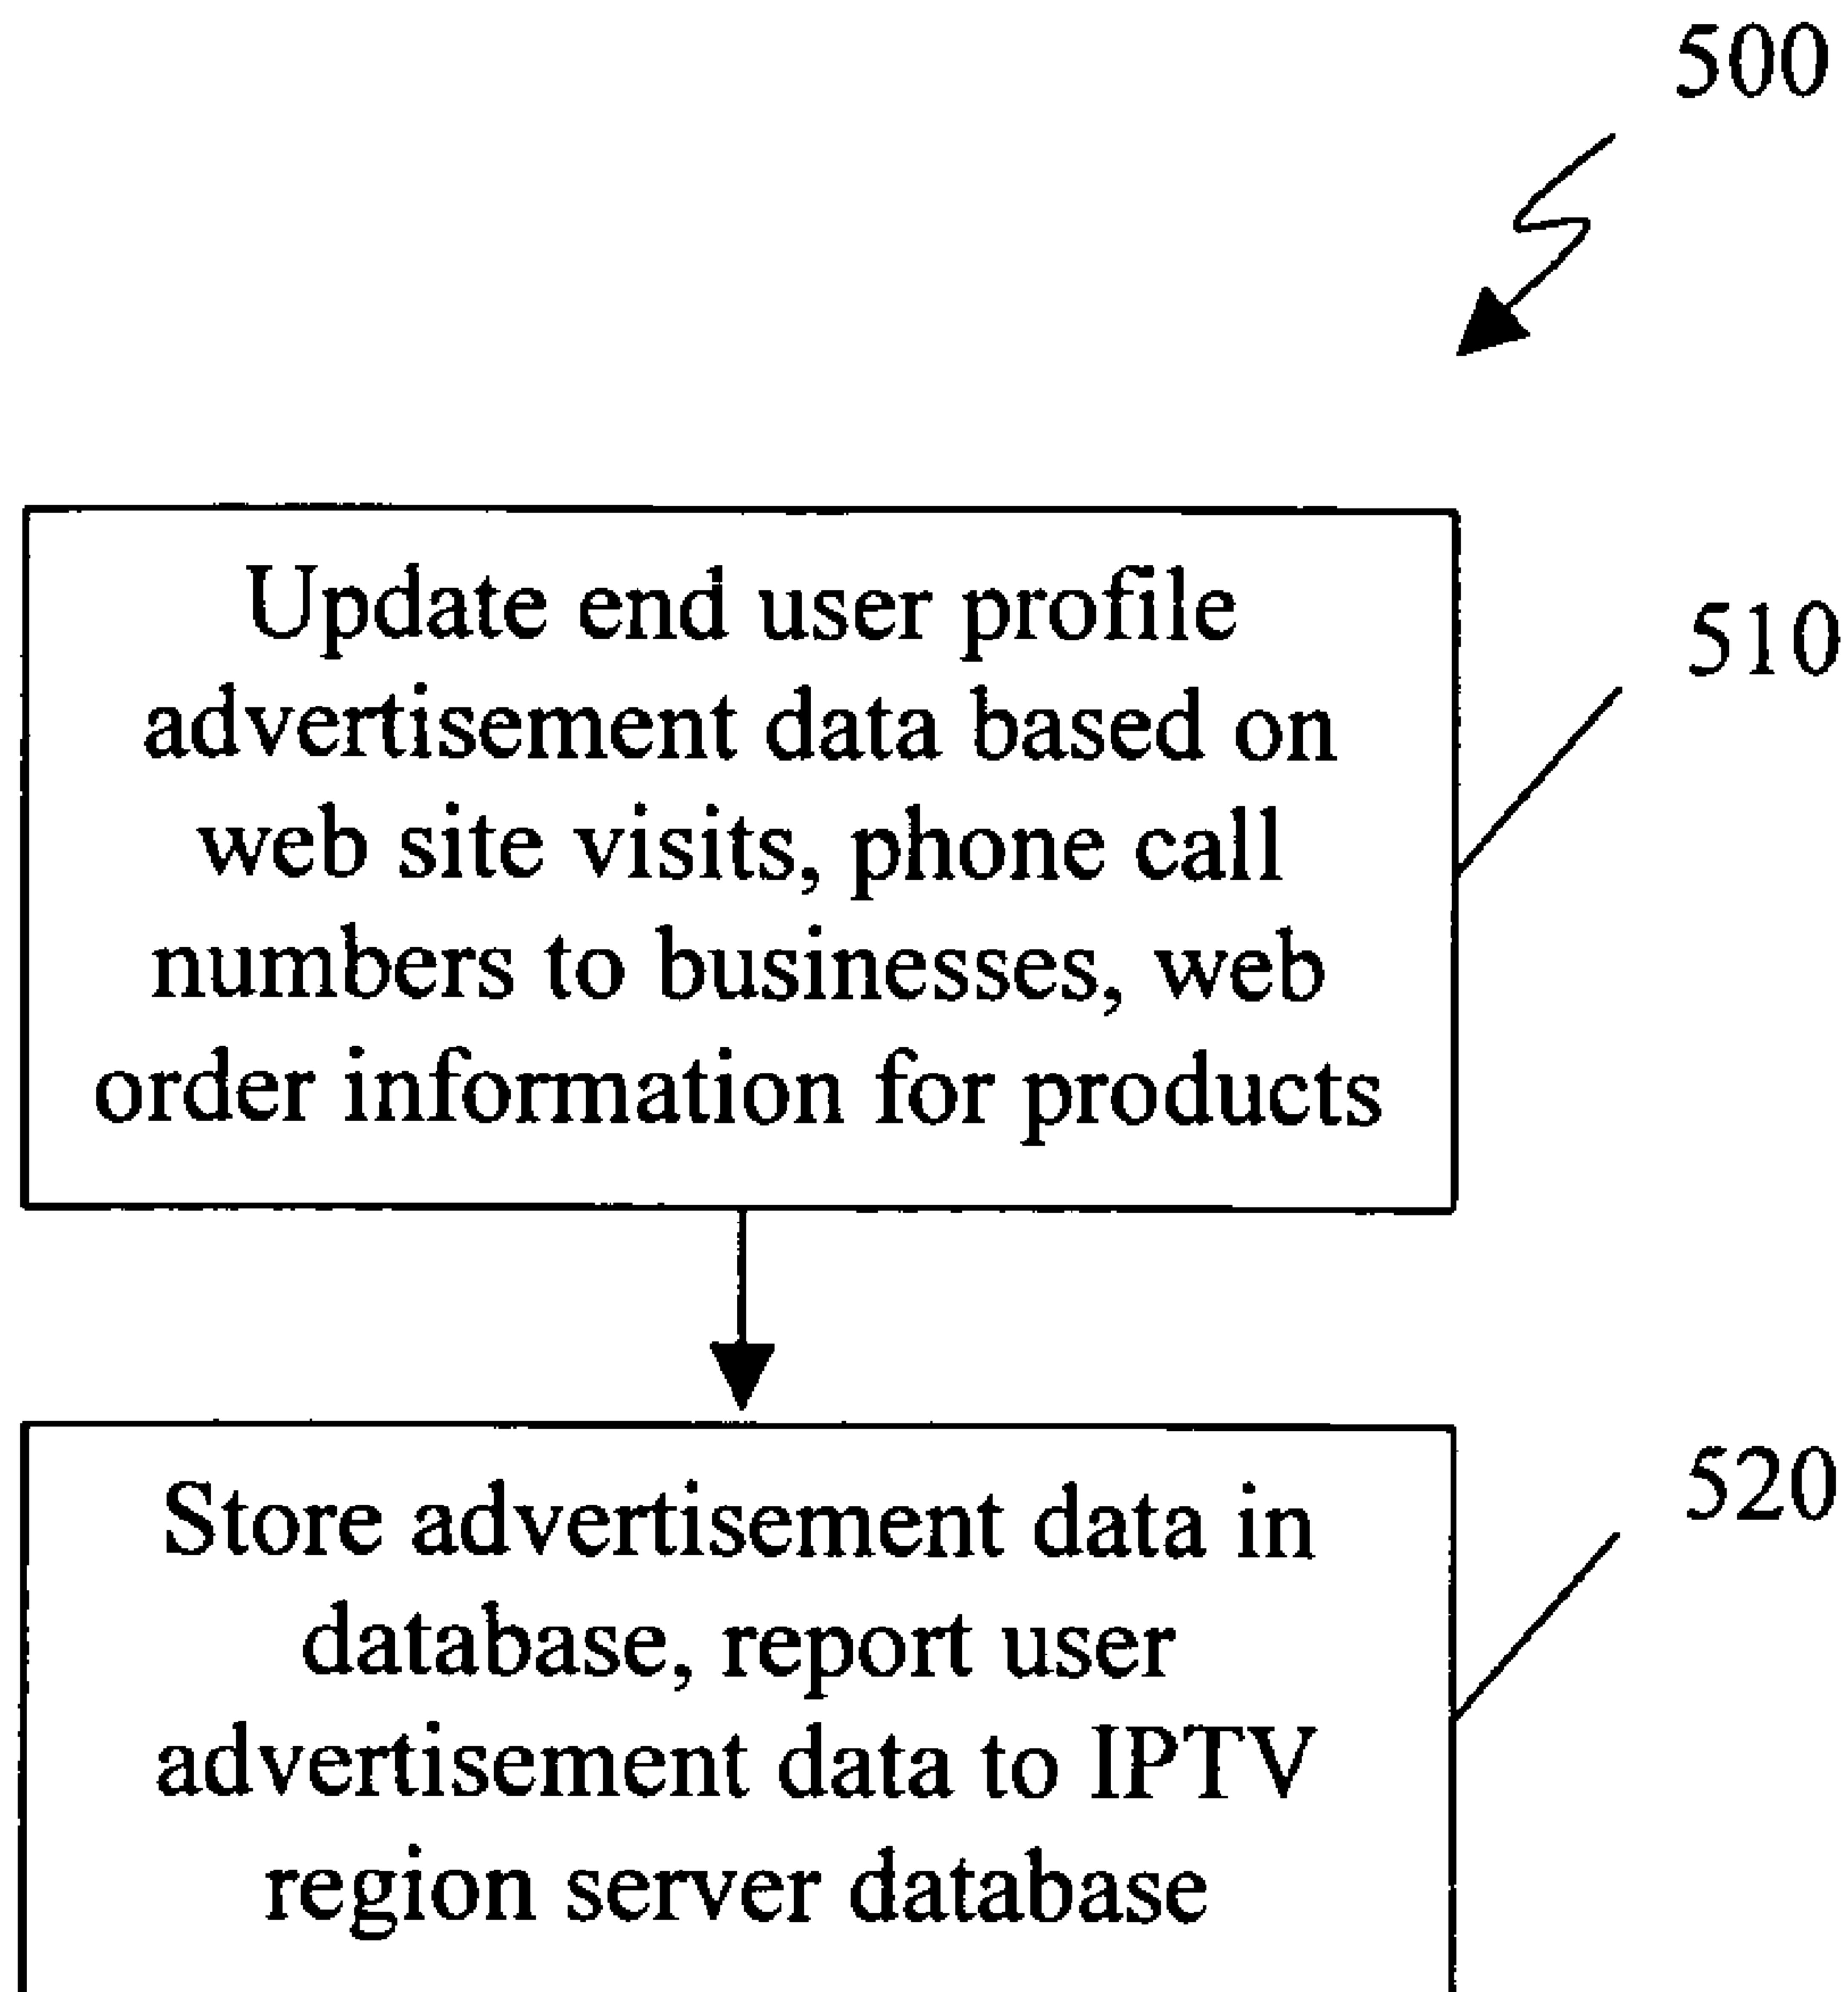 500
Update end user profile
advertisement data based on
web site visits, phone call
numbers to businesses, web
order information for products
510
Store advertisement data in
database, report user
advertisement data to IPTV
region server database
520